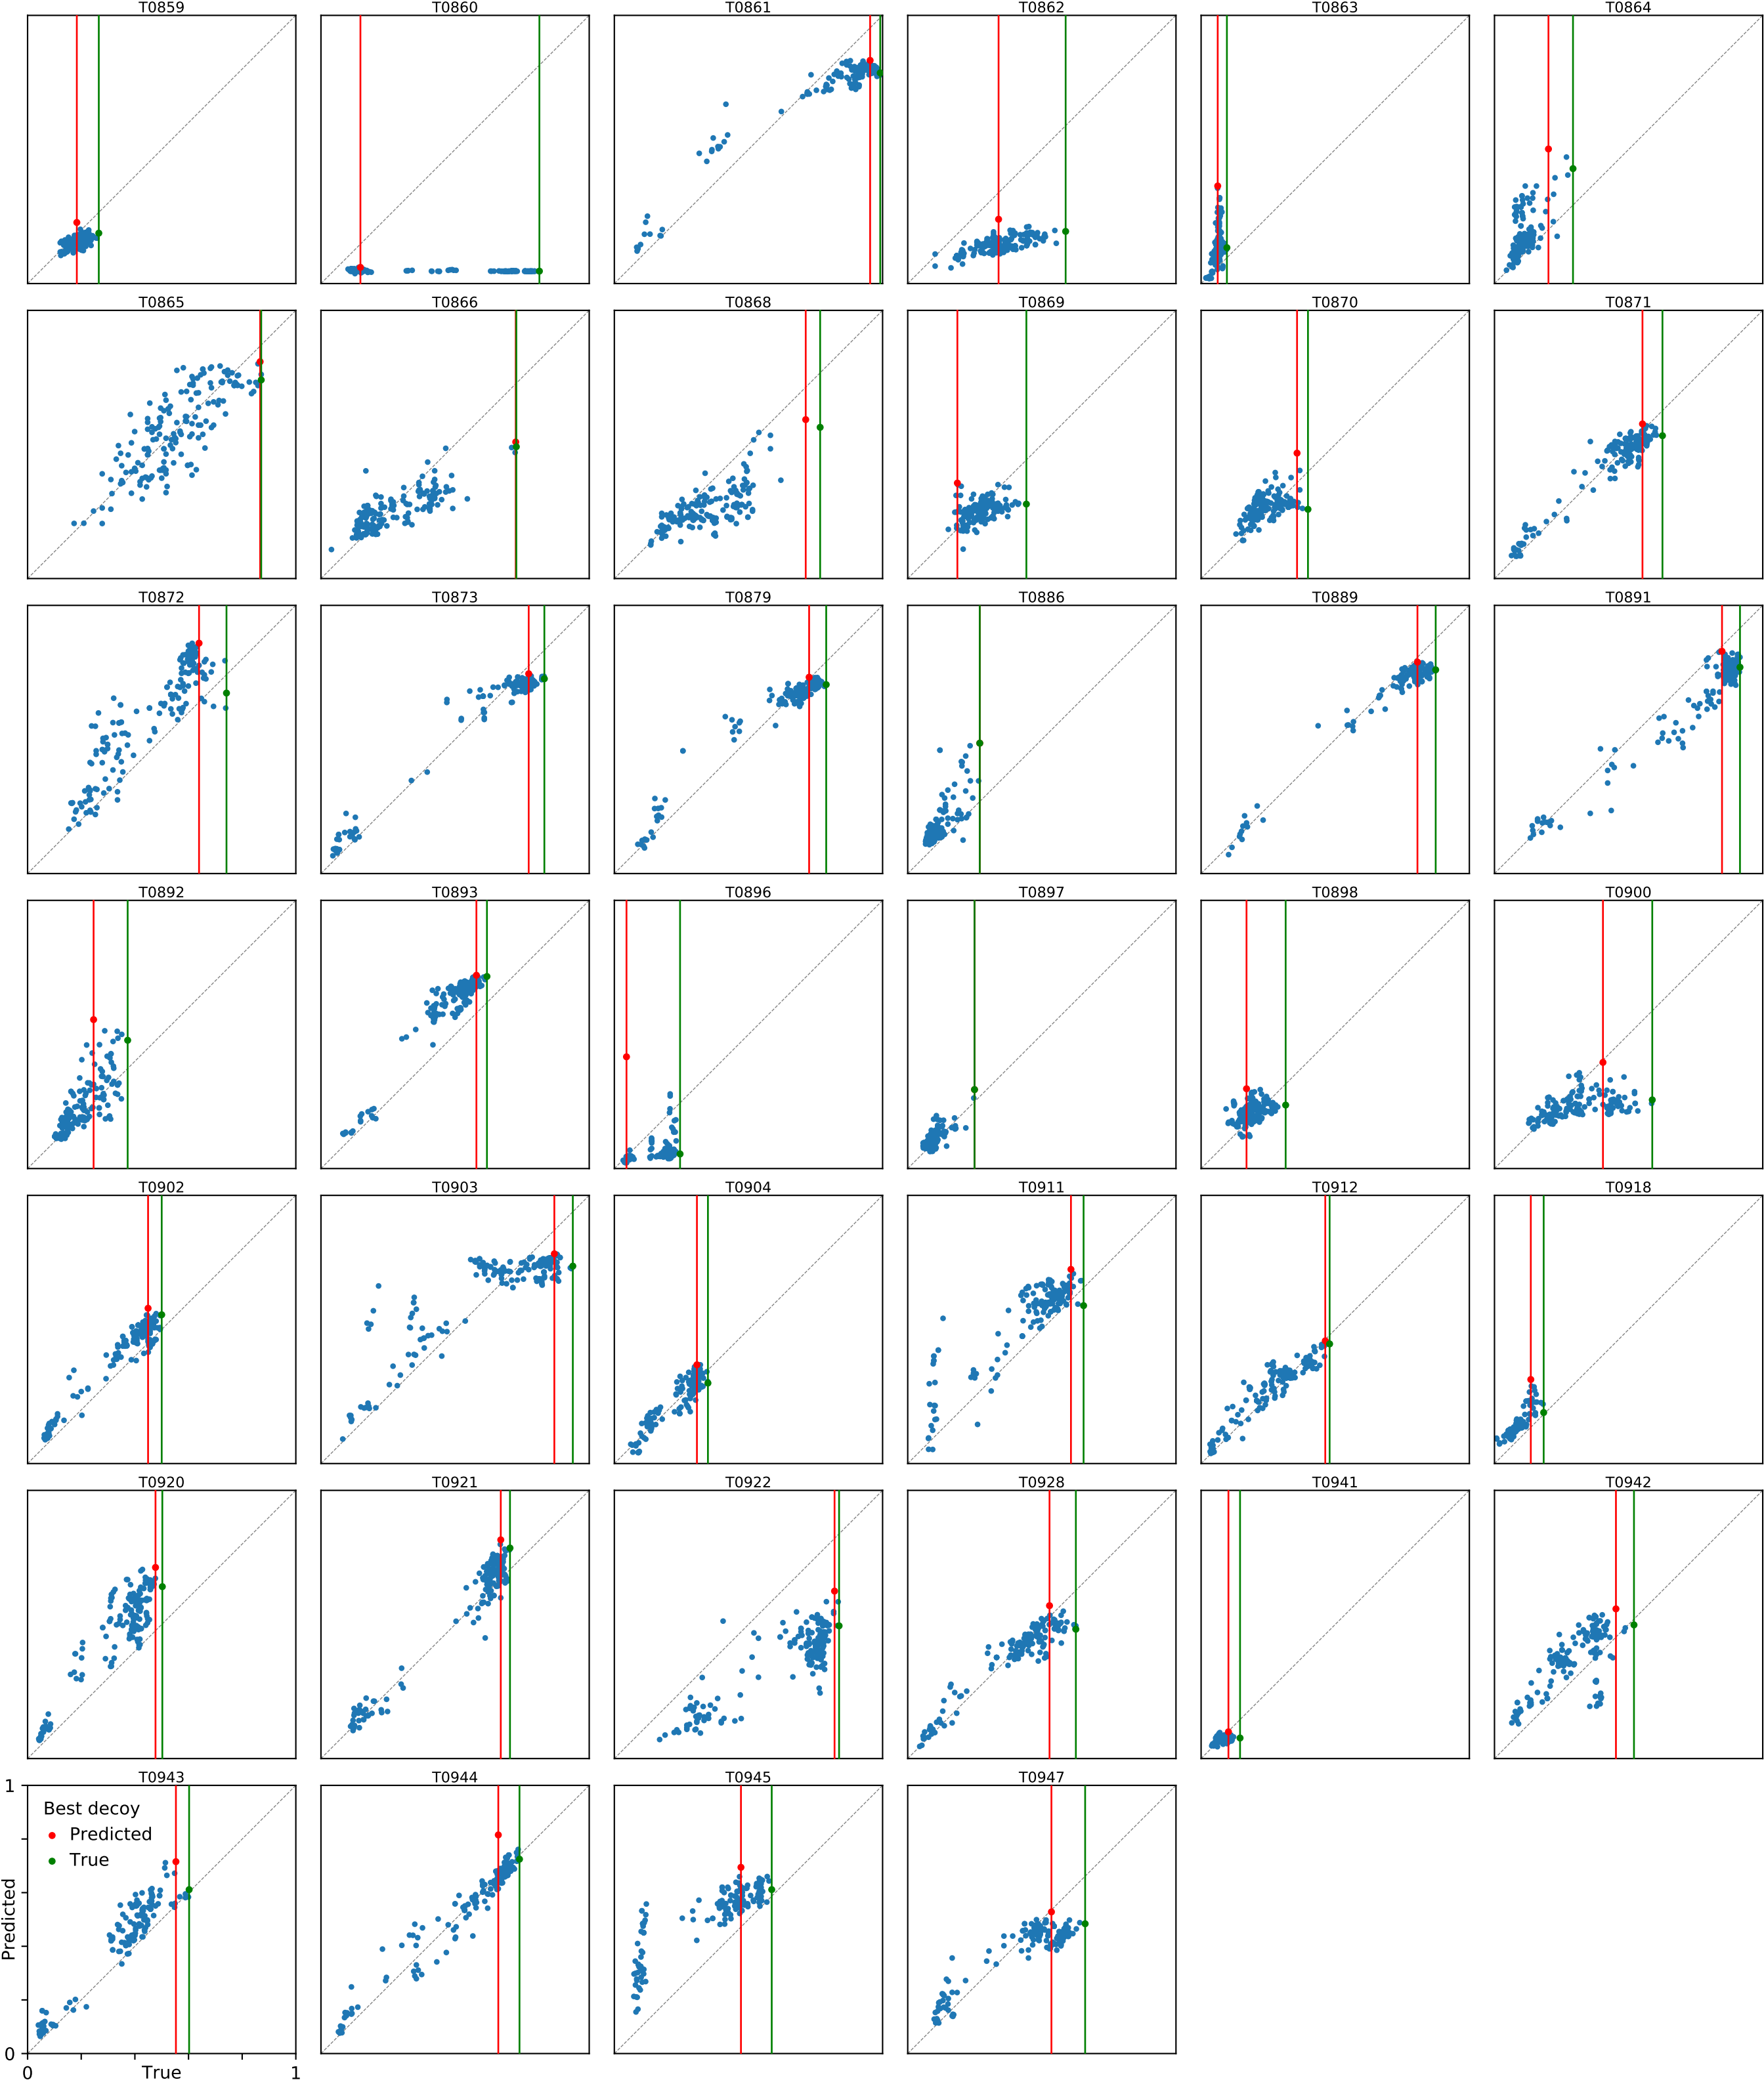 T0859 T0860 T0861 T0862 T0863 T0864
T0865 T0866 T0868 T0869 T0870 T0871
T0872 T0873 T0879 T0886 T0889 T0891
T0892 T0893 T0896 T0897 T0898 T0900
T0902 T0903 T0904 T0911 T0912 T0918
T0920 T0921 T0922 T0928 T0941 T0942
T0943 T0944 T0945 T0947
1
Best decoy
Predicted
True
Predicted
0
0 True 1